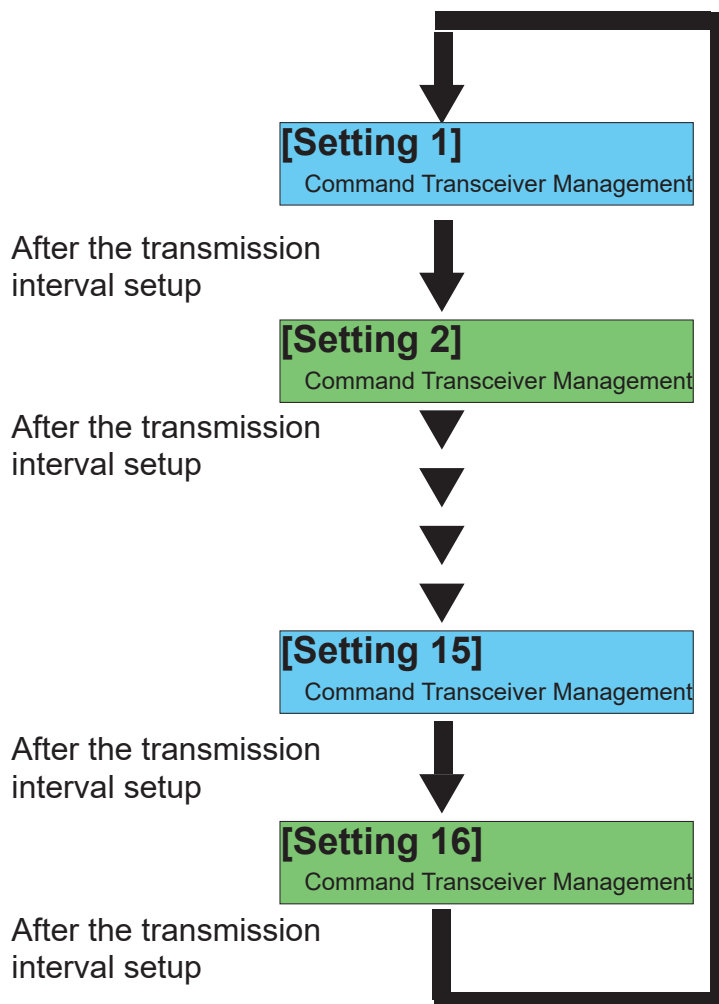 [Setting 1]
Command Transceiver Management
After the transmission
interval setup
[Setting 2]
Command Transceiver Management
After the transmission
interval setup
[Setting 15]
Command Transceiver Management
After the transmission
interval setup
[Setting 16]
Command Transceiver Management
After the transmission
interval setup